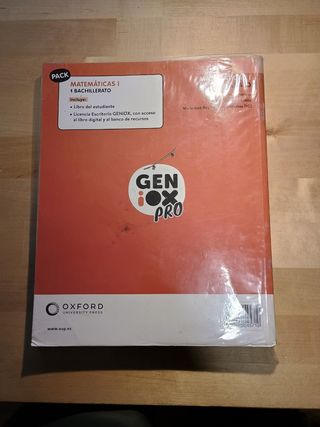 PACK
MATEMÁTICAS I
1 BACHILLERATO
Incluye:
• Libro del estudiante
• Licencia Escritorio GENIOX, con acceso
al libro digital y al banco de recursos
GEN
iOX
PRO
OXFORD
UNIVERSITY PRESS
www.oup.es